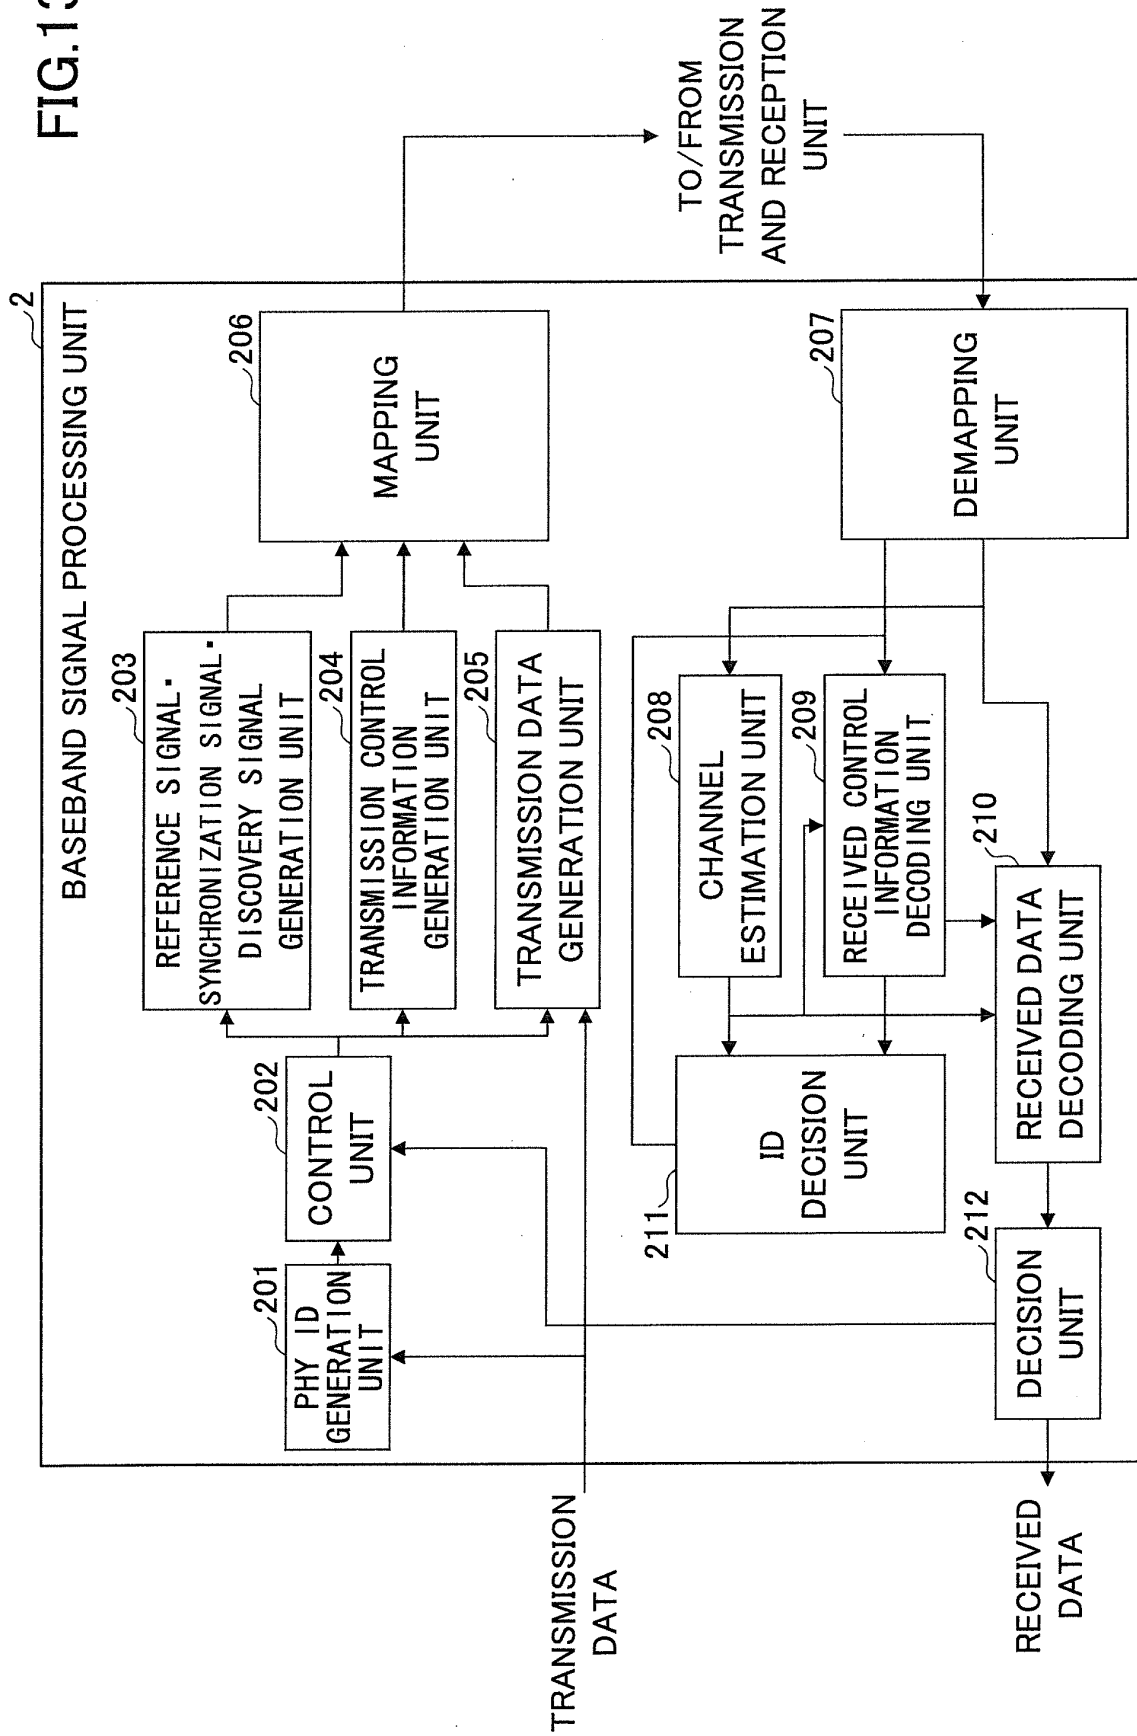 FIG.13
2
BASEBAND SIGNAL PROCESSING UNIT
201
PHY ID
GENERATION
UNIT
202
CONTROL
UNIT
203
REFERENCE SIGNAL·
SYNCHRONIZATION SIGNAL·
DISCOVERY SIGNAL
GENERATION UNIT
204
TRANSMISSION CONTROL
INFORMATION
GENERATION UNIT
205
TRANSMISSION DATA
GENERATION UNIT
206
MAPPING
UNIT
TO/FROM
TRANSMISSION
AND RECEPTION
UNIT
207
DEMAPPING
UNIT
208
CHANNEL
ESTIMATION UNIT
209
RECEIVED CONTROL
INFORMATION
DECODING UNIT
210
RECEIVED DATA
DECODING UNIT
211
ID
DECISION
UNIT
212
DECISION
UNIT
TRANSMISSION
DATA
RECEIVED
DATA